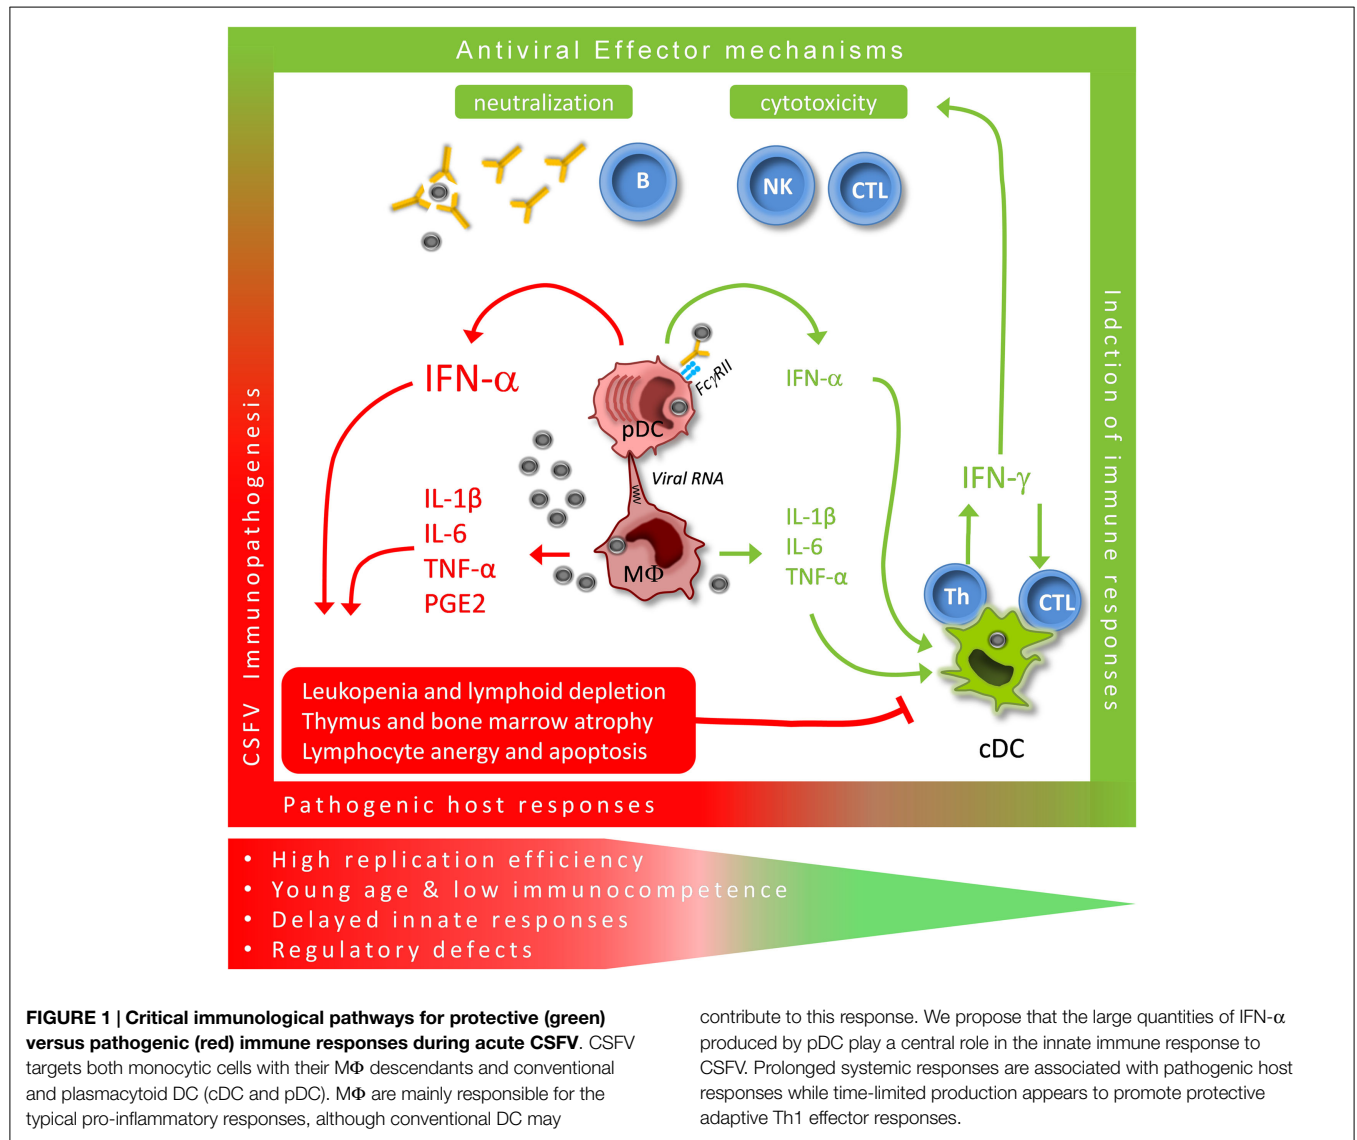 Antiviral Effector mechanisms
neutralization
cytotoxicity
B
NK
CTL
CSFV Immunopathogenesis
Indction of immune responses
IFN-α
FcγRII
IFN-α
pDC
Viral RNA
IFN-γ
IL-1β
IL-6
TNF-α
PGE2
MΦ
IL-1β
IL-6
TNF-α
Th
CTL
Leukopenia and lymphoid depletion
Thymus and bone marrow atrophy
Lymphocyte anergy and apoptosis
cDC
Pathogenic host responses
• High replication efficiency
• Young age & low immunocompetence
• Delayed innate responses
• Regulatory defects
FIGURE 1 | Critical immunological pathways for protective (green)
versus pathogenic (red) immune responses during acute CSFV. CSFV
targets both monocytic cells with their MΦ descendants and conventional
and plasmacytoid DC (cDC and pDC). MΦ are mainly responsible for the
typical pro-inflammatory responses, although conventional DC may
contribute to this response. We propose that the large quantities of IFN-α
produced by pDC play a central role in the innate immune response to
CSFV. Prolonged systemic responses are associated with pathogenic host
responses while time-limited production appears to promote protective
adaptive Th1 effector responses.